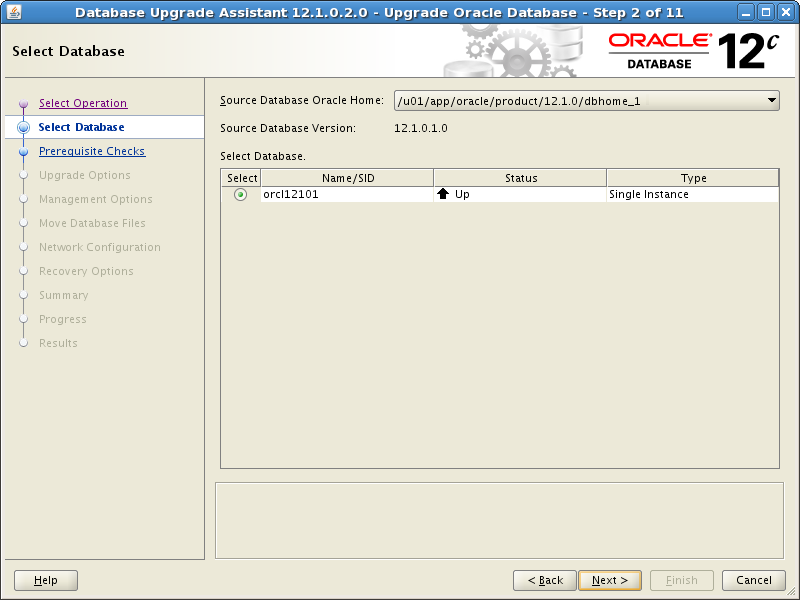 Database Upgrade Assistant 12.1.0.2.0 - Upgrade Oracle Database - Step 2 of 11
Select Database
ORACLE®
DATABASE
12c
Select Operation
Select Database
Prerequisite Checks
Upgrade Options
Management Options
Move Database Files
Network Configuration
Recovery Options
Summary
Progress
Results
Source Database Oracle Home: /u01/app/oracle/product/12.1.0/dbhome_1
Source Database Version: 12.1.0.1.0
Select Database.
Select Name/SID Status Type
orcl12101 Up Single Instance
Help < Back Next > Finish Cancel